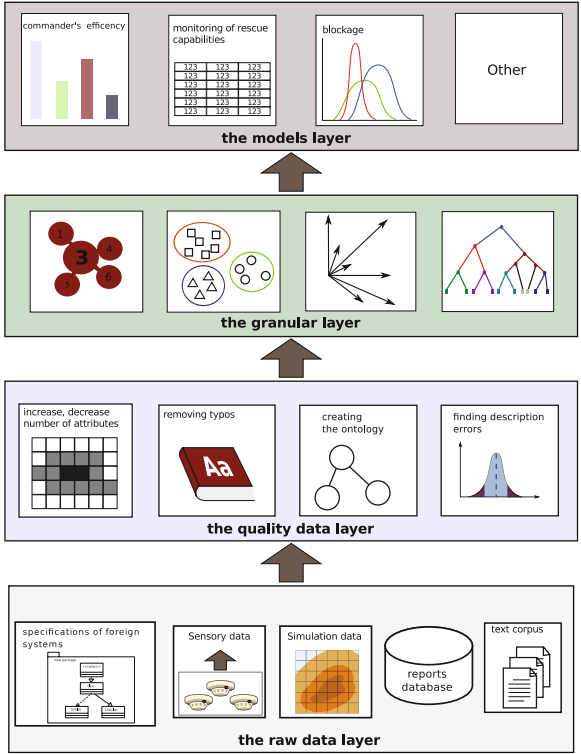 commander's efficency
monitoring of rescue
capabilities
123 123 123
123 123 123
123 123 123
123 123 123
123 123 123
123 123 123
blockage
Other
the models layer
1
3
4
5
6
the granular layer
increase, decrease
number of attributes
removing typos
Aa
creating
the ontology
finding description
errors
the quality data layer
specifications of foreign
systems
Sensory data
Simulation data
reports
database
text corpus
the raw data layer